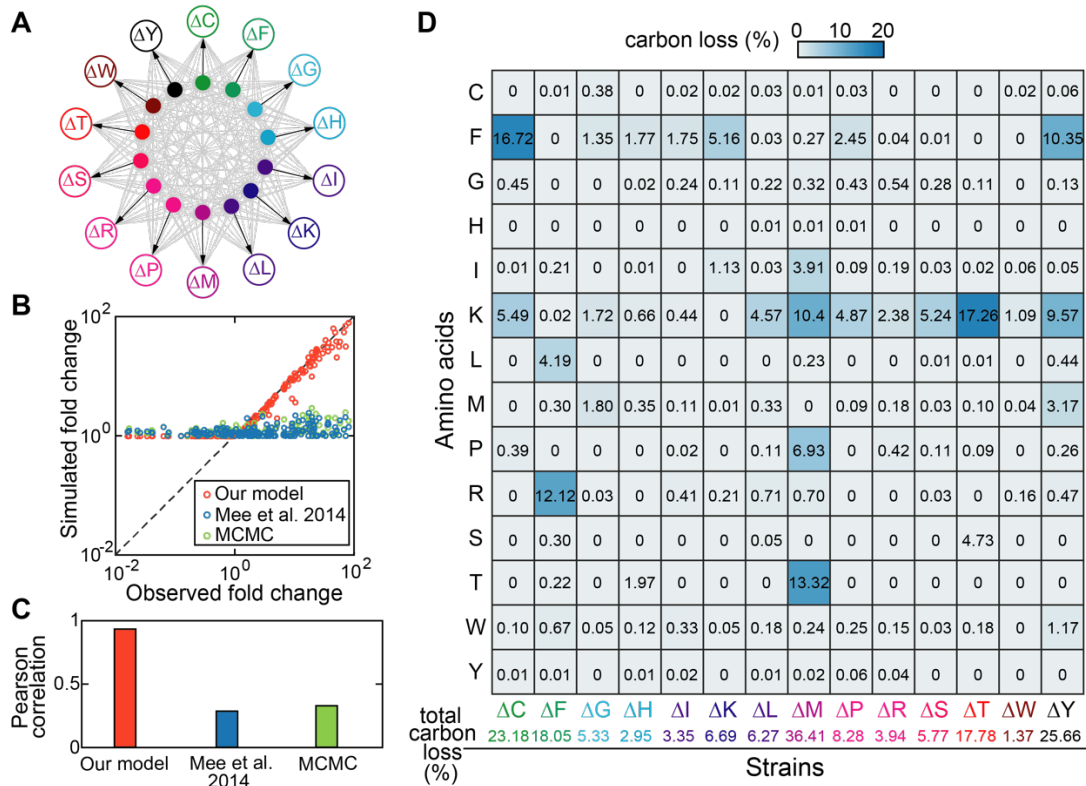 A
ΔC
ΔF
ΔG
ΔH
ΔI
ΔK
ΔL
ΔM
ΔP
ΔR
ΔS
ΔT
ΔW
ΔY
B
Simulated fold change
10²
10⁰
10⁻²
Our model
Mee et al. 2014
MCMC
10⁻² 10⁰ 10²
Observed fold change
C
Pearson
correlation
1
0.5
0
Our model Mee et al. 2014 MCMC
D
carbon loss (%) 0 10 20
Amino acids
C 0 0.01 0.38 0 0.02 0.02 0.03 0.01 0.03 0 0 0 0.02 0.06
F 16.72 0 1.35 1.77 1.75 5.16 0.03 0.27 2.45 0.04 0.01 0 0 10.35
G 0.45 0 0 0.02 0.24 0.11 0.22 0.32 0.43 0.54 0.28 0.11 0 0.13
H 0 0 0 0 0 0 0.01 0.01 0.01 0 0 0 0 0
I 0.01 0.21 0 0.01 0 1.13 0.03 3.91 0.09 0.19 0.03 0.02 0.06 0.05
K 5.49 0.02 1.72 0.66 0.44 0 4.57 10.4 4.87 2.38 5.24 17.26 1.09 9.57
L 0 4.19 0 0 0 0 0 0.23 0 0 0.01 0.01 0 0.44
M 0 0.30 1.80 0.35 0.11 0.01 0.33 0 0.09 0.18 0.03 0.10 0.04 3.17
P 0.39 0 0 0 0.02 0 0.11 6.93 0 0.42 0.11 0.09 0 0.26
R 0 12.12 0.03 0 0.41 0.21 0.71 0.70 0 0 0.03 0 0.16 0.47
S 0 0.30 0 0 0 0 0.05 0 0 0 0 4.73 0 0
T 0 0.22 0 1.97 0 0 0 13.32 0 0 0 0 0 0
W 0.10 0.67 0.05 0.12 0.33 0.05 0.18 0.24 0.25 0.15 0.03 0.18 0 1.17
Y 0.01 0.01 0 0.01 0 0 0.01 0.02 0.06 0.04 0 0 0 0
ΔC ΔF ΔG ΔH ΔI ΔK ΔL ΔM ΔP ΔR ΔS ΔT ΔW ΔY
total
carbon
loss
(%)
23.18 18.05 5.33 2.95 3.35 6.69 6.27 36.41 8.28 3.94 5.77 17.78 1.37 25.66
Strains